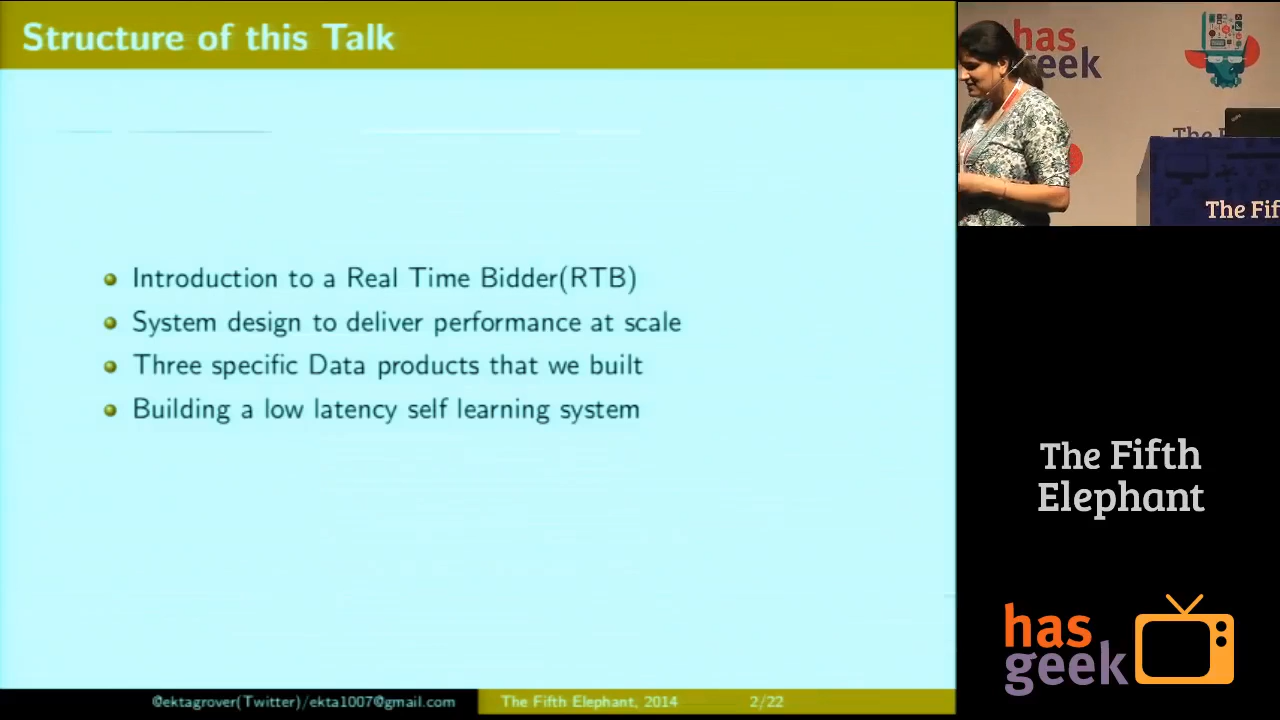 Structure of this Talk
Introduction to a Real Time Bidder(RTB)
System design to deliver performance at scale
Three specific Data products that we built
Building a low latency self learning system
@ektagrover(Twitter)/ekta1007@gmail.com
The Fifth Elephant, 2014
2/22
has
geek
The F
The Fif
The Fifth
Elephant
has
geek